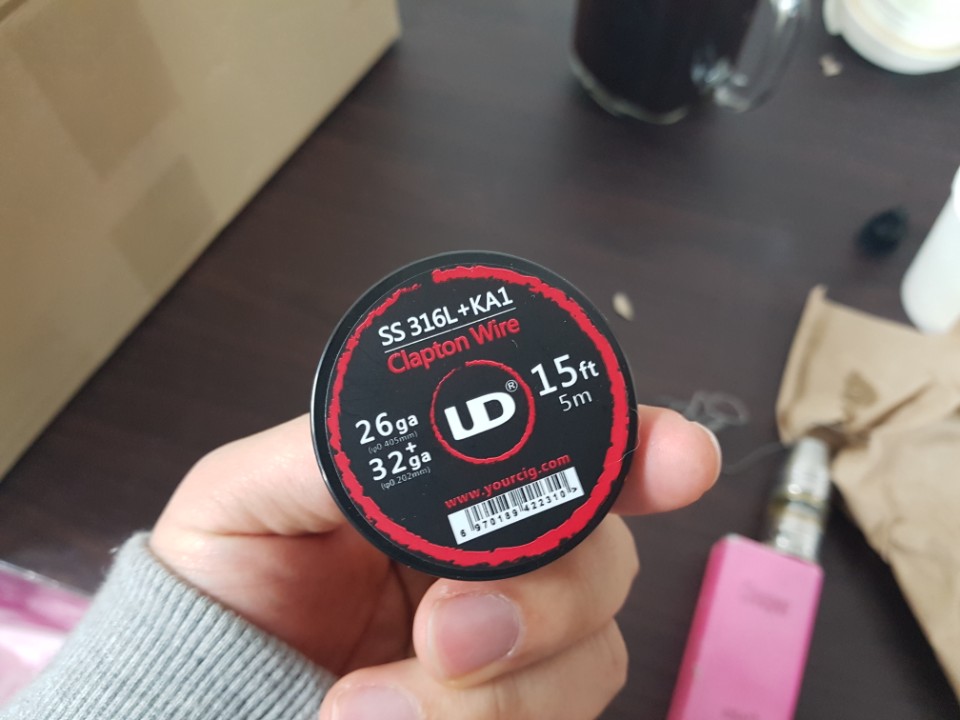 SS 316L+KA1
Clapton Wire
UD®
15ft
5m
26ga
(φ0.405mm)
+
32ga
(φ0.202mm)
www.yourcig.com
6 970189 422310 >